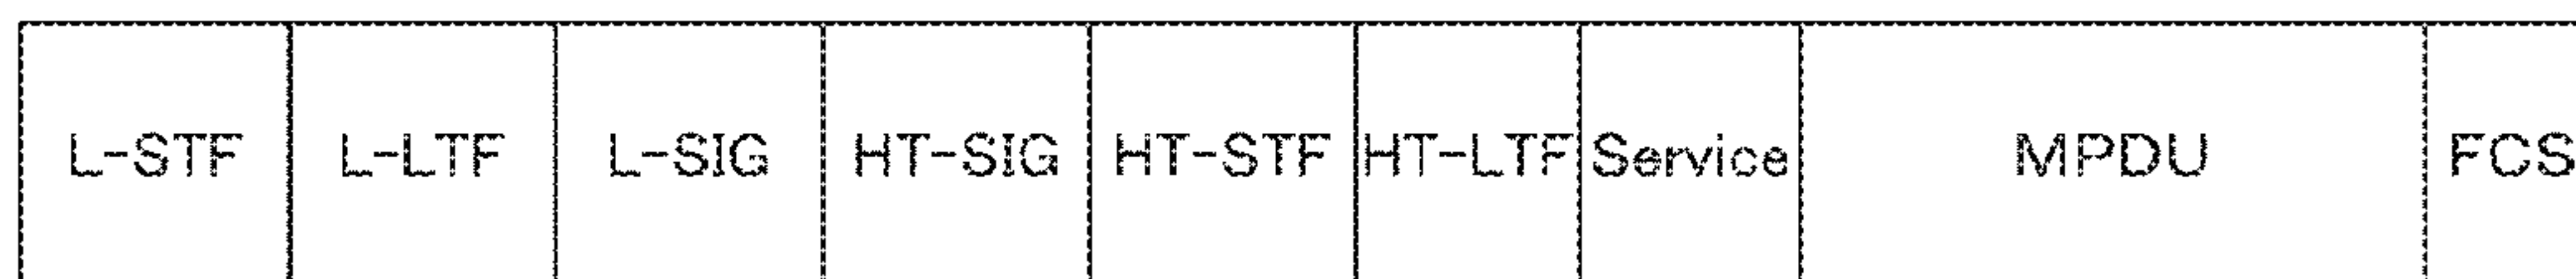 L-STF L-LTF L-SIG HT-SIG HT-STF HT-LTF Service MPDU FCS